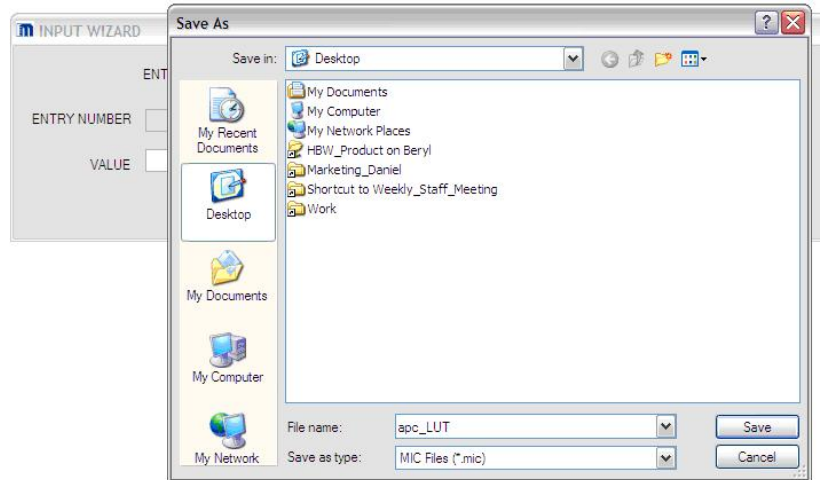 INPUT WIZARD
ENT
ENTRY NUMBER
VALUE
Save As
Save in: Desktop
My Recent
Documents
Desktop
My Documents
My Computer
My Network
My Documents
My Computer
My Network Places
HBW_Product on Beryl
Marketing_Daniel
Shortcut to Weekly_Staff_Meeting
Work
File name: apc_LUT Save
Save as type: MIC Files (*.mic) Cancel